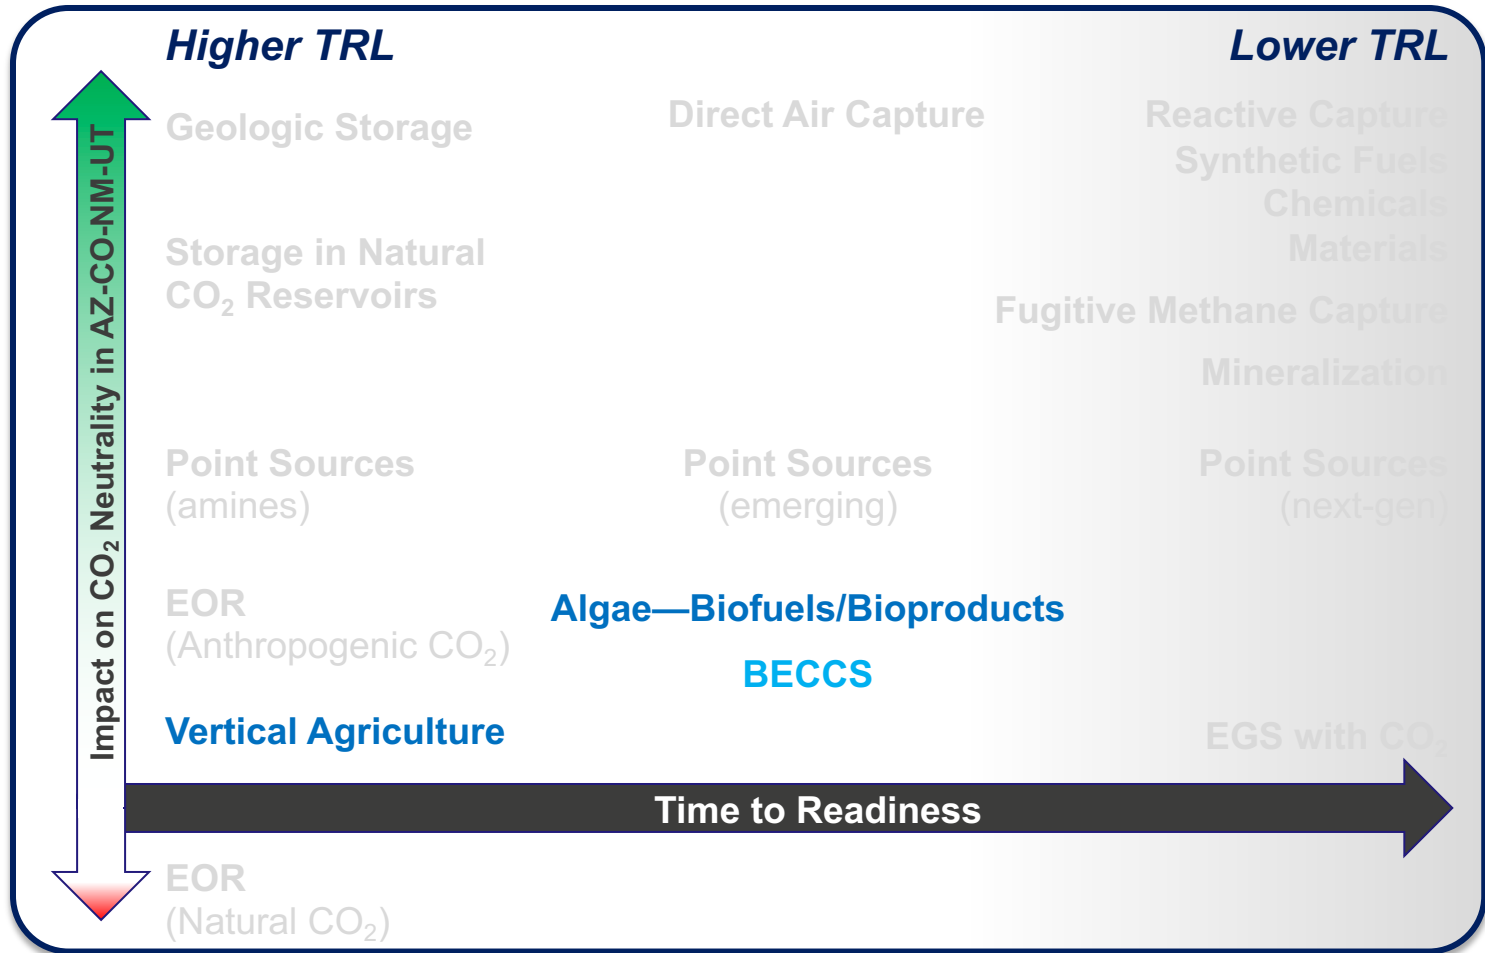 Higher TRL
Lower TRL
Impact on CO₂ Neutrality in AZ-CO-NM-UT
Geologic Storage
Direct Air Capture
Reactive Capture
Synthetic Fuels
Chemicals
Materials
Storage in Natural
CO₂ Reservoirs
Fugitive Methane Capture
Mineralization
Point Sources
(amines)
Point Sources
(emerging)
Point Sources
(next-gen)
EOR
(Anthropogenic CO₂)
Algae—Biofuels/Bioproducts
BECCS
Vertical Agriculture
EGS with CO₂
Time to Readiness
EOR
(Natural CO₂)